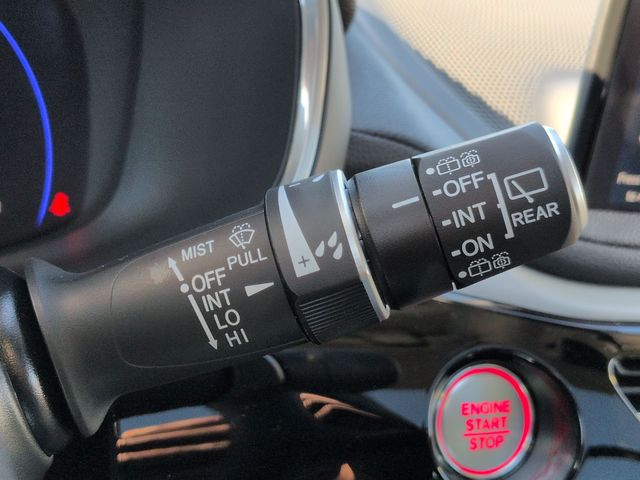 MIST
OFF
INT
LO
HI
PULL
+
-OFF
-INT
-ON
REAR
ENGINE
START
STOP